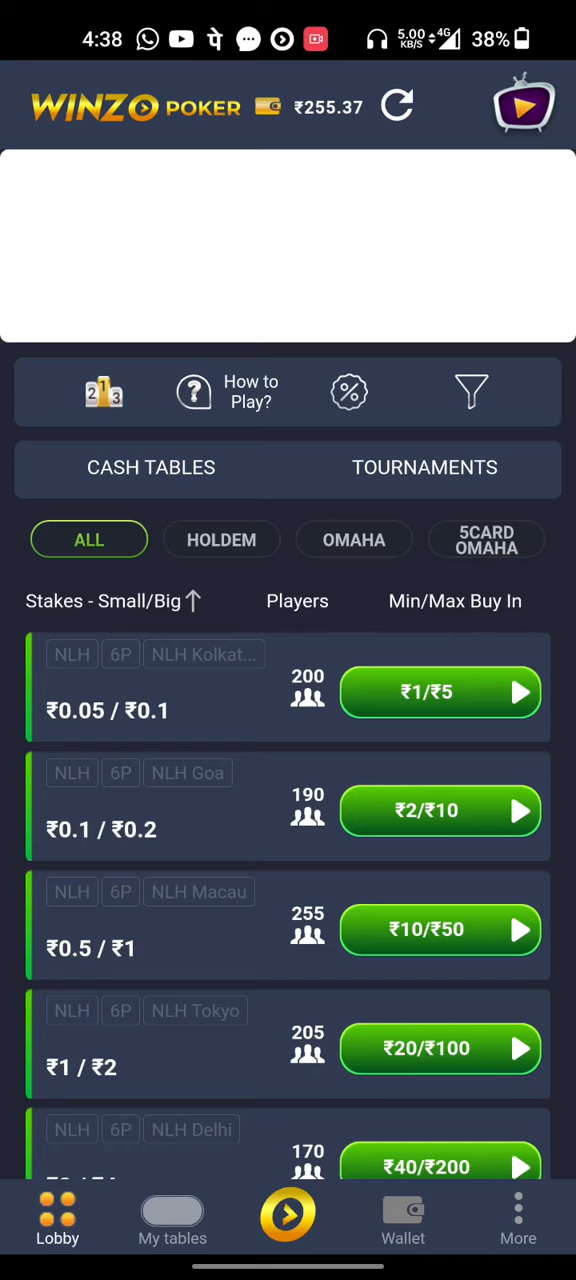 4:38
5.00 KB/S 4G 38%
WINZO POKER ₹255.37
2 1 3
? How to
Play?
%
CASH TABLES TOURNAMENTS
ALL HOLDEM OMAHA 5CARD
OMAHA
Stakes - Small/Big Players Min/Max Buy In
NLH 6P NLH Kolkat...
₹0.05 / ₹0.1 200 ₹1/₹5
NLH 6P NLH Goa
₹0.1 / ₹0.2 190 ₹2/₹10
NLH 6P NLH Macau
₹0.5 / ₹1 255 ₹10/₹50
NLH 6P NLH Tokyo
₹1 / ₹2 205 ₹20/₹100
NLH 6P NLH Delhi
170 ₹40/₹200
Lobby My tables Wallet More